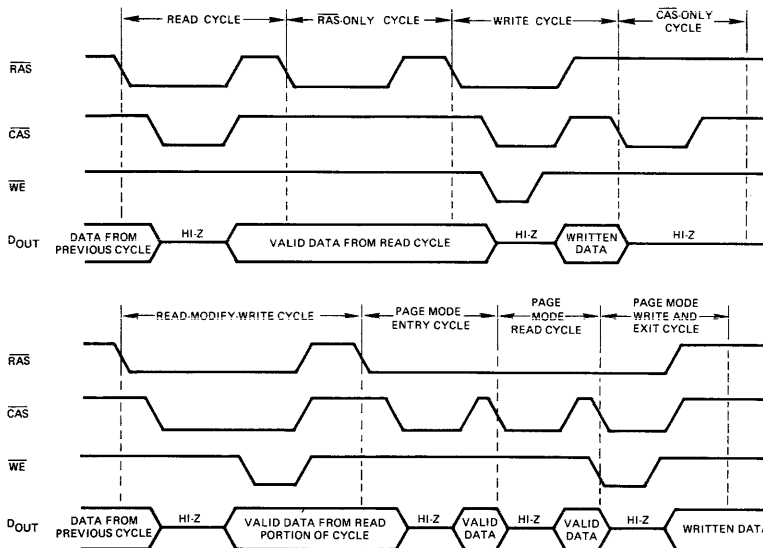 READ CYCLE
RAS-ONLY CYCLE
WRITE CYCLE
CAS-ONLY
CYCLE
RAS
CAS
WE
DOUT
DATA FROM
PREVIOUS CYCLE
HI-Z
VALID DATA FROM READ CYCLE
HI-Z
WRITTEN
DATA
HI-Z
READ-MODIFY-WRITE CYCLE
PAGE MODE
ENTRY CYCLE
PAGE
MODE
READ CYCLE
PAGE MODE
WRITE AND
EXIT CYCLE
RAS
CAS
WE
DOUT
DATA FROM
PREVIOUS CYCLE
HI-Z
VALID DATA FROM READ
PORTION OF CYCLE
HI-Z
VALID
DATA
HI-Z
VALID
DATA
HI-Z
WRITTEN DATA